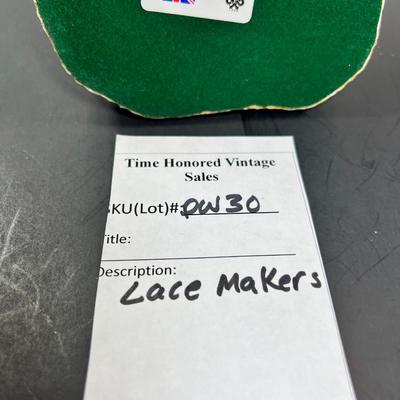 Time Honored Vintage
Sales
SKU(Lot)#: DW30
Title:
Description:
Lace Makers